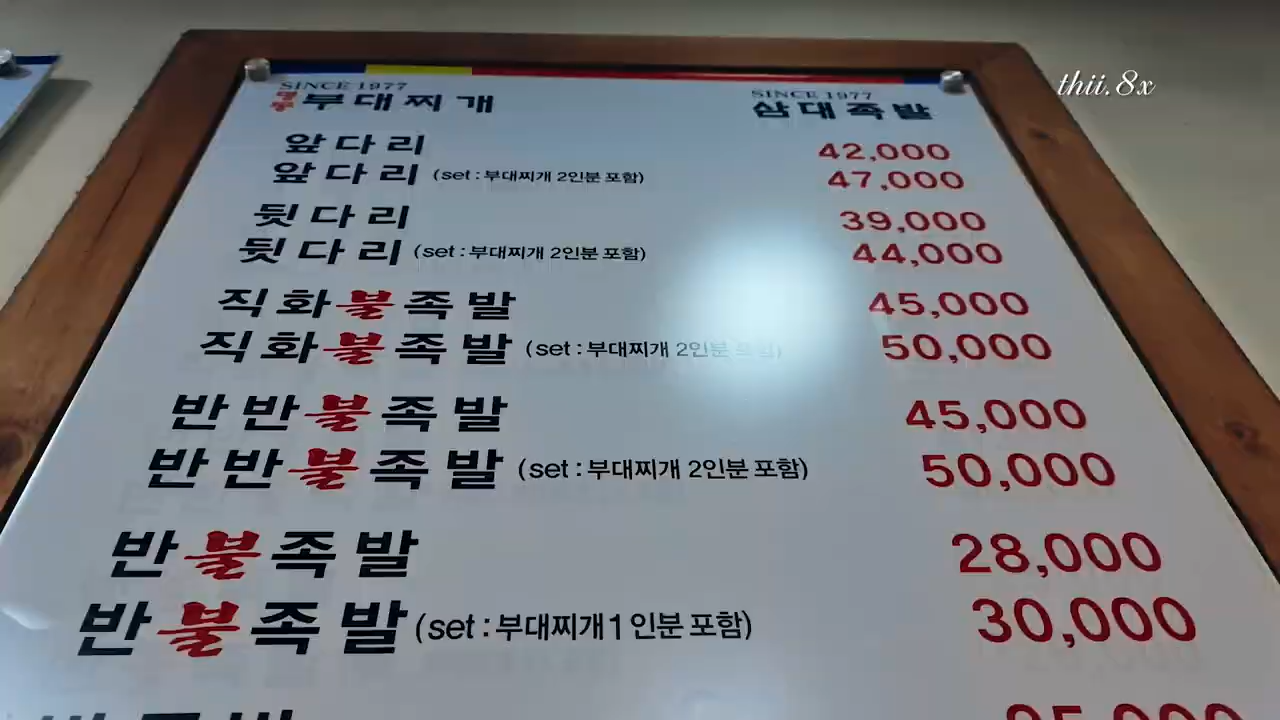 SINCE 1977
부대찌개
SINCE 1977
삼대족발
thii.8x
앞다리 42,000
앞다리 (set : 부대찌개 2인분 포함) 47,000
뒷다리 39,000
뒷다리 (set : 부대찌개 2인분 포함) 44,000
직화불족발 45,000
직화불족발 (set : 부대찌개 2인분 포함) 50,000
반반불족발 45,000
반반불족발 (set : 부대찌개 2인분 포함) 50,000
반불족발 28,000
반불족발 (set : 부대찌개1인분 포함) 30,000